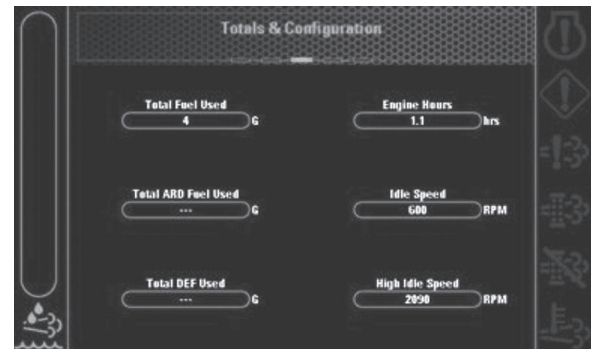 Totals & Configuration
Total Fuel Used
4 G
Engine Hours
1.1 hrs
Total ARD Fuel Used
--- G
Idle Speed
600 RPM
Total DEF Used
--- G
High Idle Speed
2090 RPM